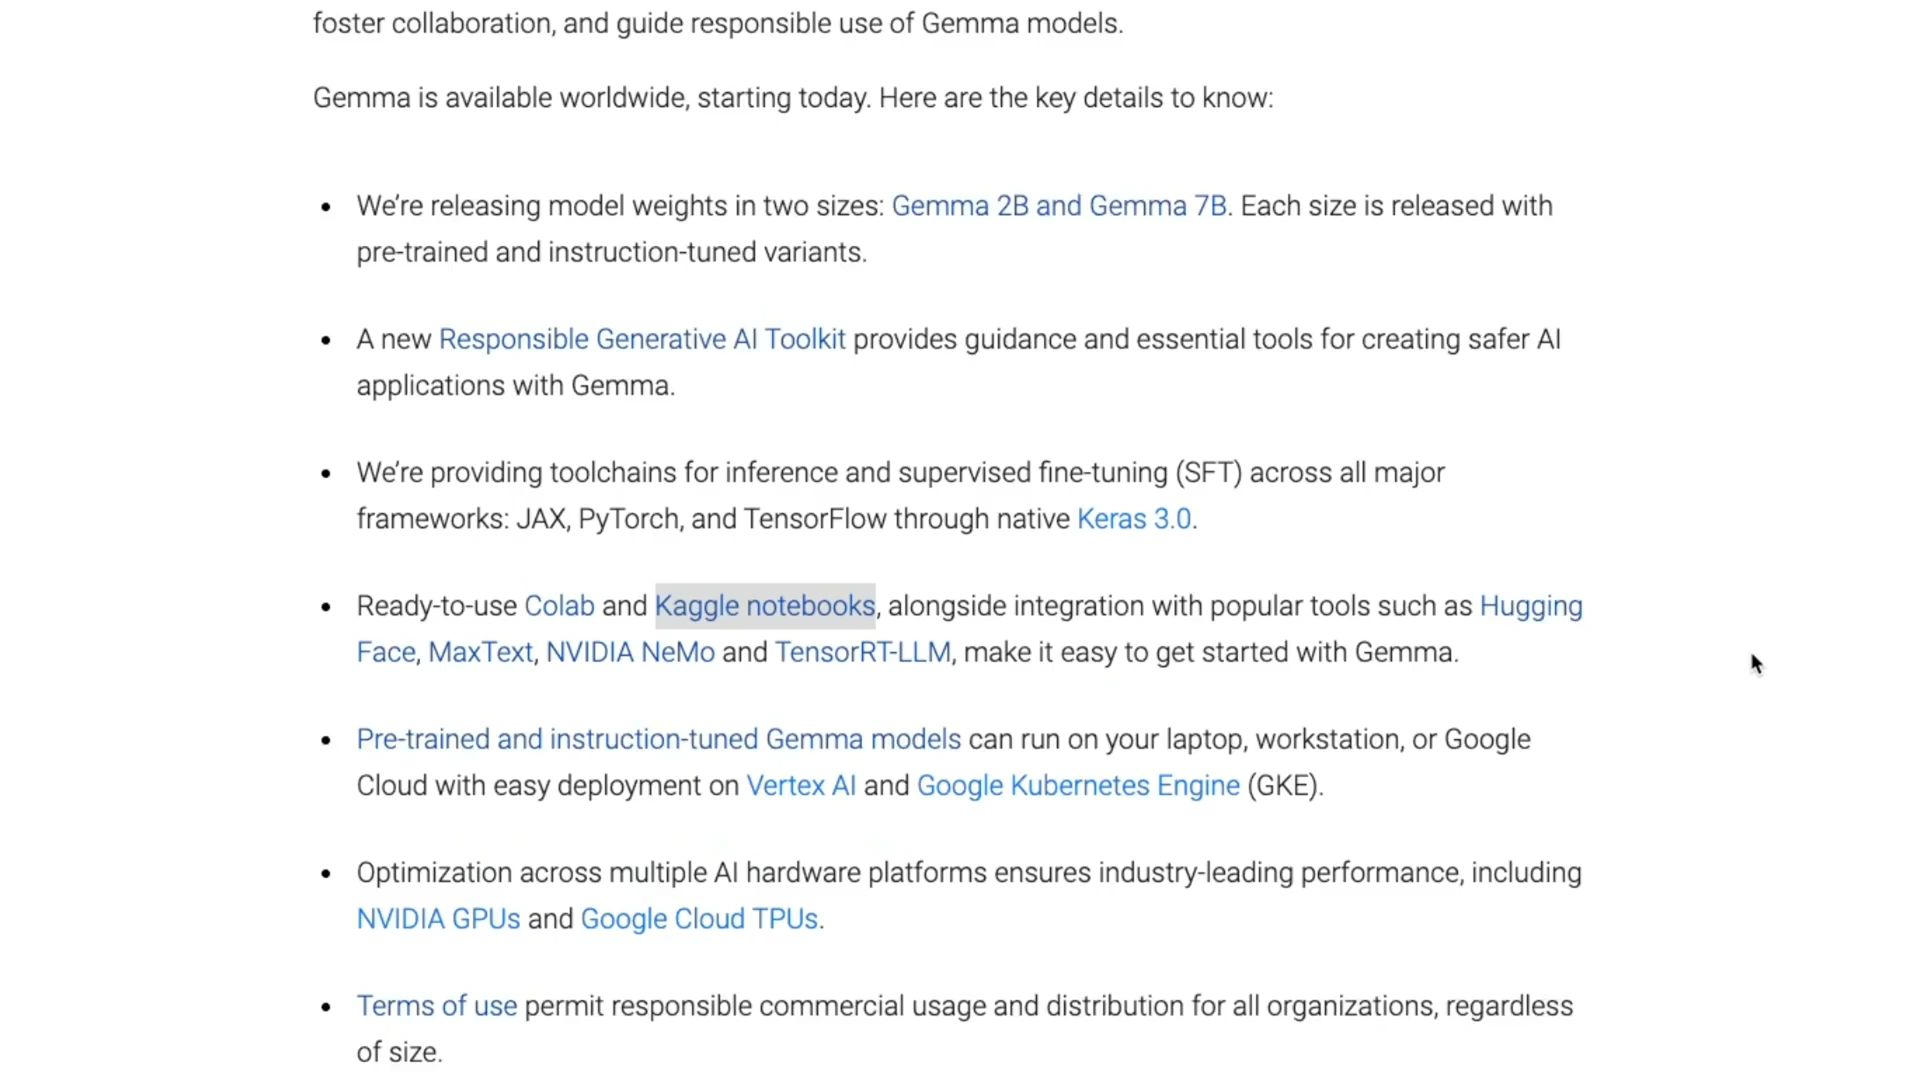 foster collaboration, and guide responsible use of Gemma models.
Gemma is available worldwide, starting today. Here are the key details to know:
• We’re releasing model weights in two sizes: Gemma 2B and Gemma 7B. Each size is released with
pre-trained and instruction-tuned variants.
• A new Responsible Generative AI Toolkit provides guidance and essential tools for creating safer AI
applications with Gemma.
• We’re providing toolchains for inference and supervised fine-tuning (SFT) across all major
frameworks: JAX, PyTorch, and TensorFlow through native Keras 3.0.
• Ready-to-use Colab and Kaggle notebooks, alongside integration with popular tools such as Hugging
Face, MaxText, NVIDIA NeMo and TensorRT-LLM, make it easy to get started with Gemma.
• Pre-trained and instruction-tuned Gemma models can run on your laptop, workstation, or Google
Cloud with easy deployment on Vertex AI and Google Kubernetes Engine (GKE).
• Optimization across multiple AI hardware platforms ensures industry-leading performance, including
NVIDIA GPUs and Google Cloud TPUs.
• Terms of use permit responsible commercial usage and distribution for all organizations, regardless
of size.